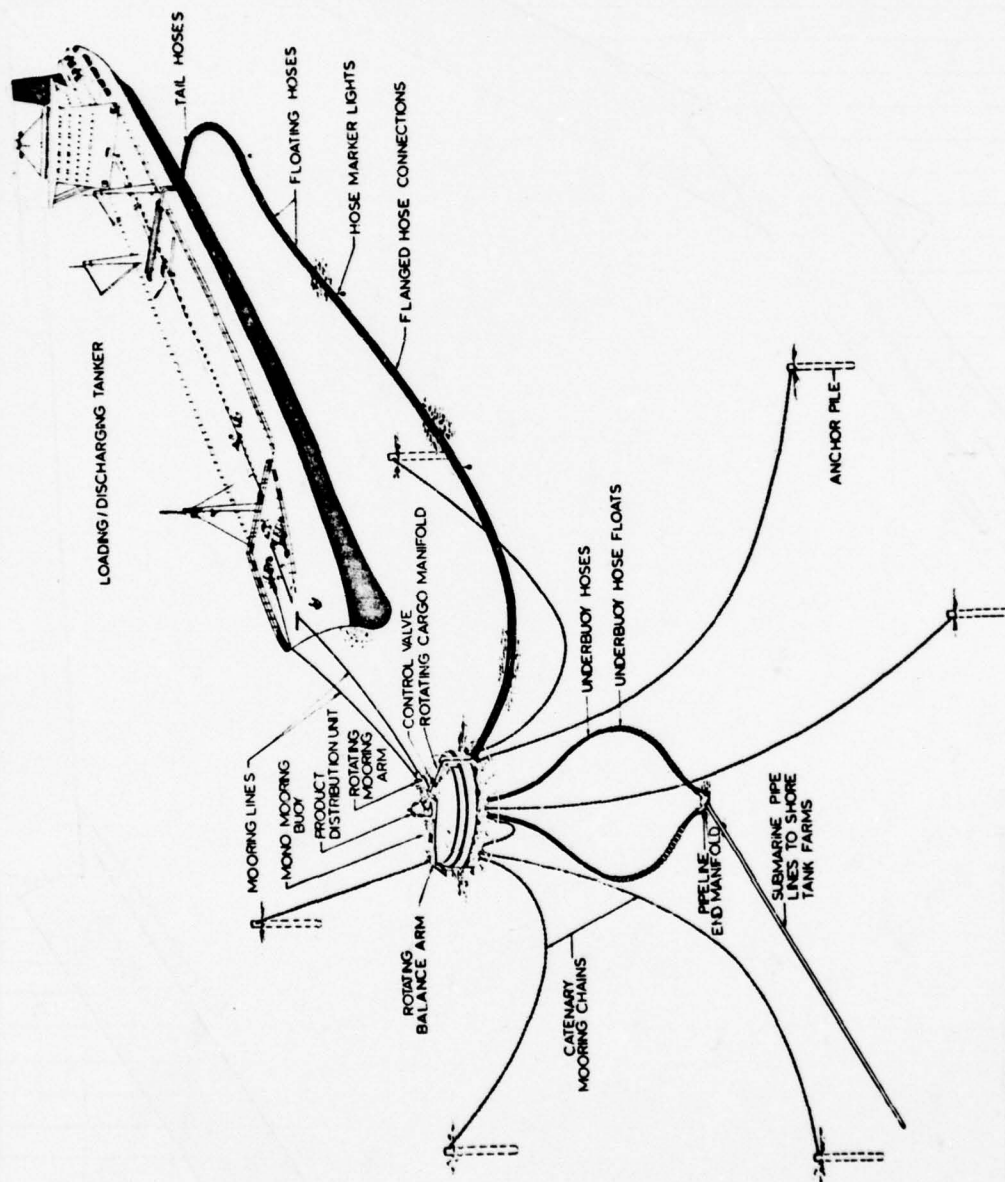 LOADING / DISCHARGING TANKER
TAIL HOSES
FLOATING HOSES
HOSE MARKER LIGHTS
FLANGED HOSE CONNECTIONS
MOORING LINES
MONO MOORING
BUOY
PRODUCT
DISTRIBUTION UNIT
ROTATING
MOORING
ARM
CONTROL VALVE
ROTATING CARGO MANIFOLD
ROTATING
BALANCE ARM
UNDERBUOY HOSES
UNDERBUOY HOSE FLOATS
ANCHOR PILE
CATENARY
MOORING CHAINS
PIPELINE
END MANIFOLD
SUBMARINE PIPE
LINES TO SHORE
TANK FARMS